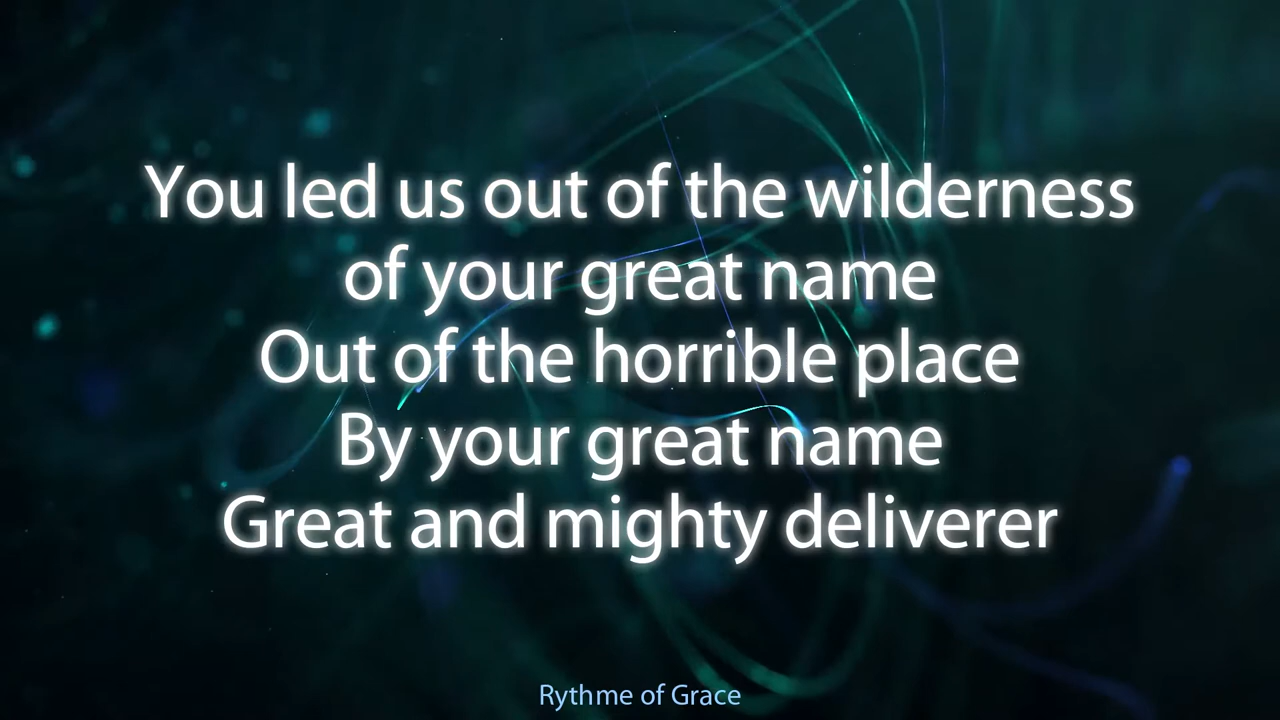 You led us out of the wilderness
of your great name
Out of the horrible place
By your great name
Great and mighty deliverer
Rythme of Grace